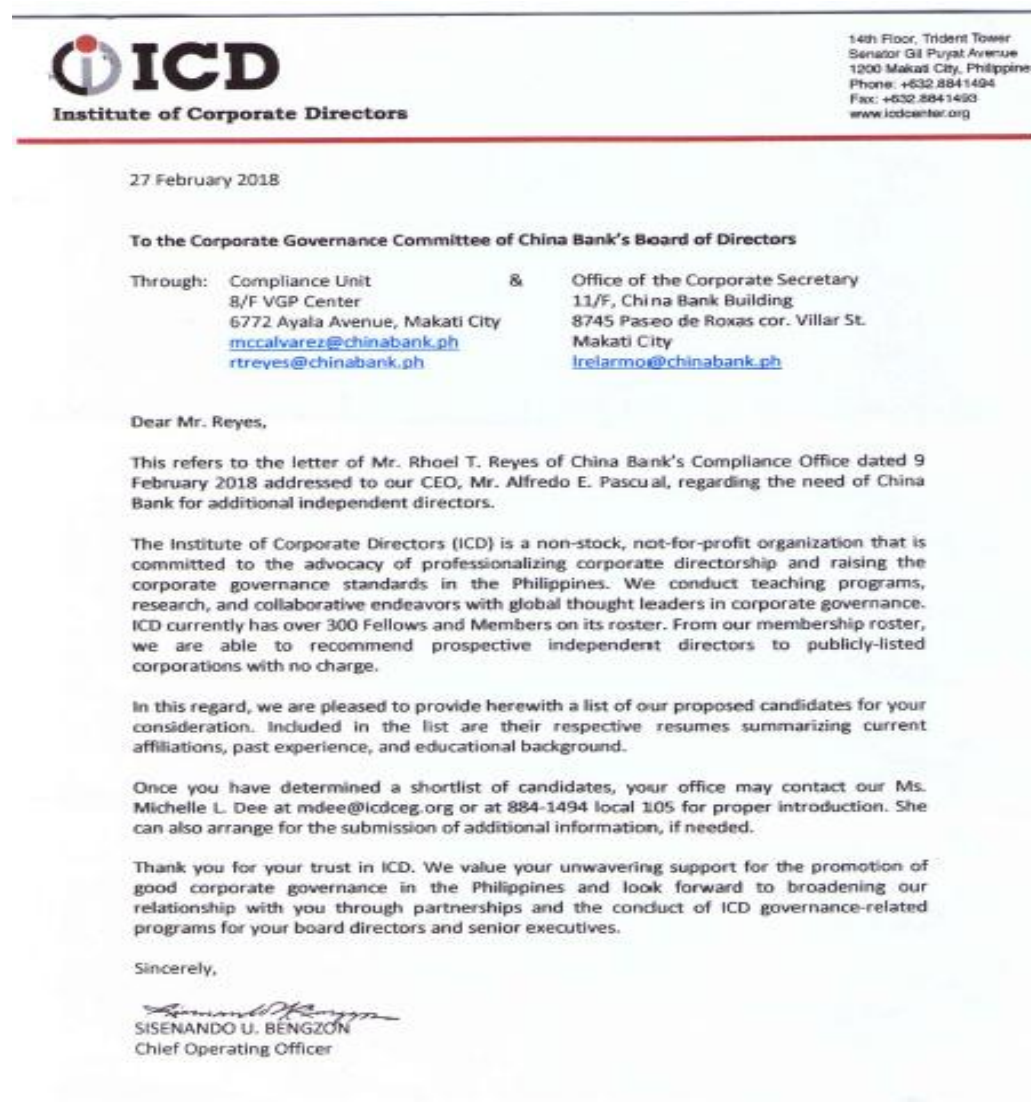 ICD
Institute of Corporate Directors
14th Floor, Trident Tower
Senator Gil Puyat Avenue
1200 Makati City, Philippine
Phone: +632.8841494
Fax: +632.8841493
www.icdcenter.org
27 February 2018
To the Corporate Governance Committee of China Bank's Board of Directors
Through: Compliance Unit & Office of the Corporate Secretary
8/F VGP Center 11/F, China Bank Building
6772 Ayala Avenue, Makati City 8745 Paseo de Roxas cor. Villar St.
mccalvarez@chinabank.ph Makati City
rtreyes@chinabank.ph lrelarmo@chinabank.ph
Dear Mr. Reyes,
This refers to the letter of Mr. Rhoel T. Reyes of China Bank's Compliance Office dated 9
February 2018 addressed to our CEO, Mr. Alfredo E. Pascual, regarding the need of China
Bank for additional independent directors.
The Institute of Corporate Directors (ICD) is a non-stock, not-for-profit organization that is
committed to the advocacy of professionalizing corporate directorship and raising the
corporate governance standards in the Philippines. We conduct teaching programs,
research, and collaborative endeavors with global thought leaders in corporate governance.
ICD currently has over 300 Fellows and Members on its roster. From our membership roster,
we are able to recommend prospective independent directors to publicly-listed
corporations with no charge.
In this regard, we are pleased to provide herewith a list of our proposed candidates for your
consideration. Included in the list are their respective resumes summarizing current
affiliations, past experience, and educational background.
Once you have determined a shortlist of candidates, your office may contact our Ms.
Michelle L. Dee at mdee@icdceg.org or at 884-1494 local 105 for proper introduction. She
can also arrange for the submission of additional information, if needed.
Thank you for your trust in ICD. We value your unwavering support for the promotion of
good corporate governance in the Philippines and look forward to broadening our
relationship with you through partnerships and the conduct of ICD governance-related
programs for your board directors and senior executives.
Sincerely,
SISENANDO U. BENGZON
Chief Operating Officer